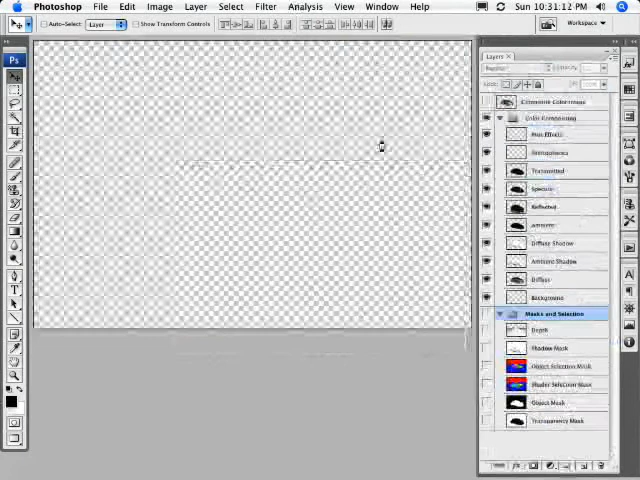 Photoshop File Edit Image Layer Select Filter Analysis View Window Help Sun 10:31:12 PM
Auto-Select: Layer Show Transform Controls Workspace
Ps
Layers
Composite Color Image
Color Compositing
Post Effects
Transmitted
Specular
Reflected
Ambient
Diffuse Shadow
Ambient Shadow
Diffuse
Background
Masks and Selection
Depth
Shadow Mask
Object Selection Mask
Shader Selection Mask
Object Mask
Transparency Mask